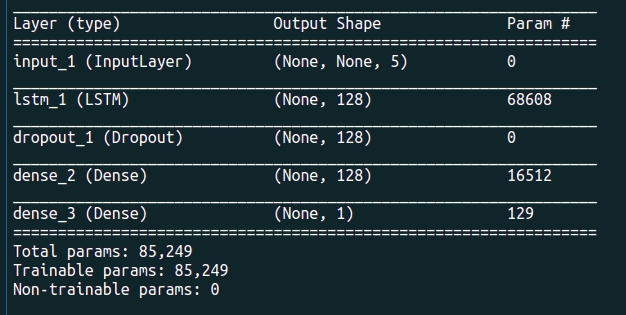 _________________________________________________________________
Layer (type)                 Output Shape              Param #
=================================================================
input_1 (InputLayer)         (None, None, 5)           0
_________________________________________________________________
lstm_1 (LSTM)                (None, 128)               68608
_________________________________________________________________
dropout_1 (Dropout)          (None, 128)               0
_________________________________________________________________
dense_2 (Dense)              (None, 128)               16512
_________________________________________________________________
dense_3 (Dense)              (None, 1)                 129
=================================================================
Total params: 85,249
Trainable params: 85,249
Non-trainable params: 0